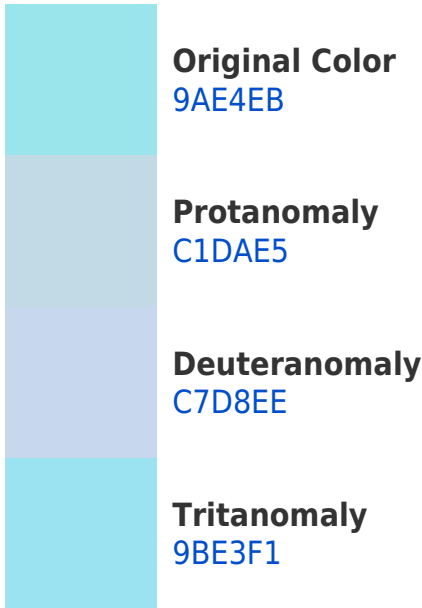 Original Color
9AE4EB
Protanomaly
C1DAE5
Deuteranomaly
C7D8EE
Tritanomaly
9BE3F1